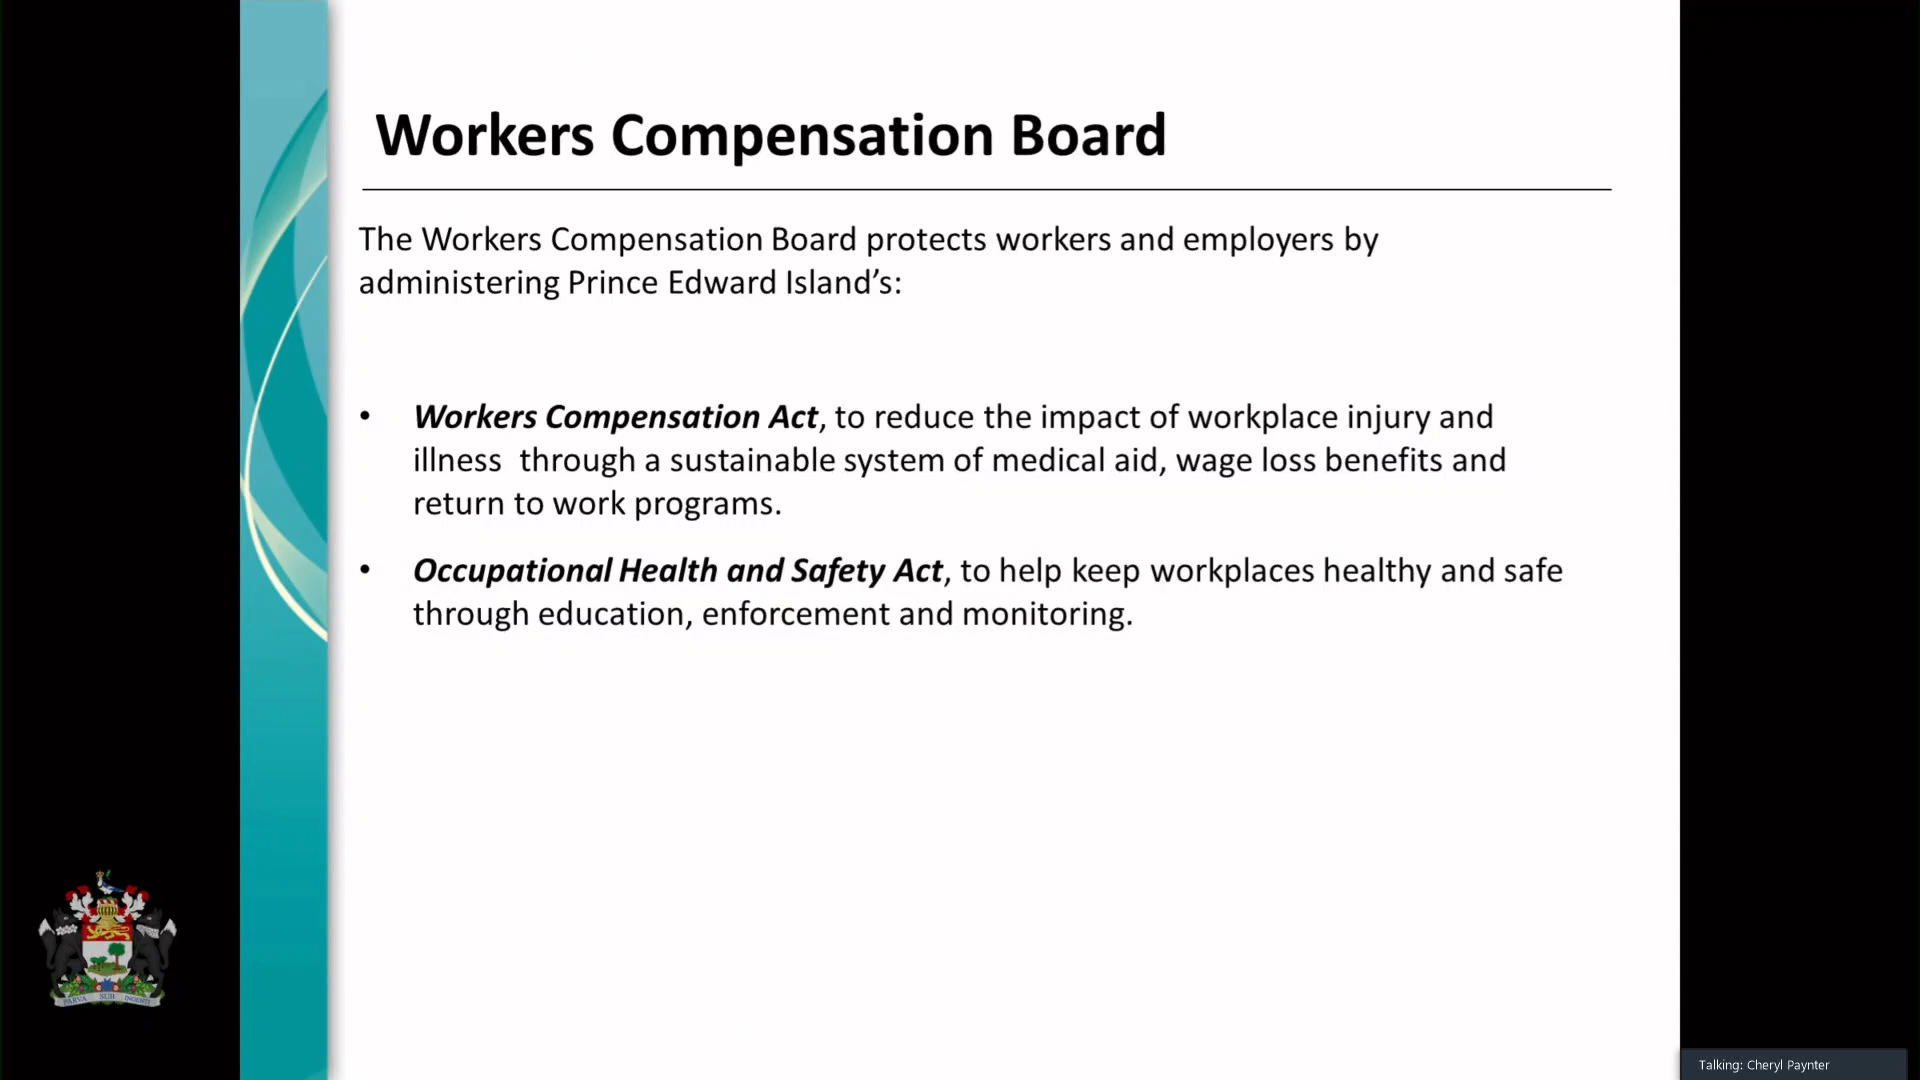 Workers Compensation Board
The Workers Compensation Board protects workers and employers by
administering Prince Edward Island’s:
• Workers Compensation Act, to reduce the impact of workplace injury and
illness  through a sustainable system of medical aid, wage loss benefits and
return to work programs.
• Occupational Health and Safety Act, to help keep workplaces healthy and safe
through education, enforcement and monitoring.
PARVA SUB INGENTI
Talking: Cheryl Paynter